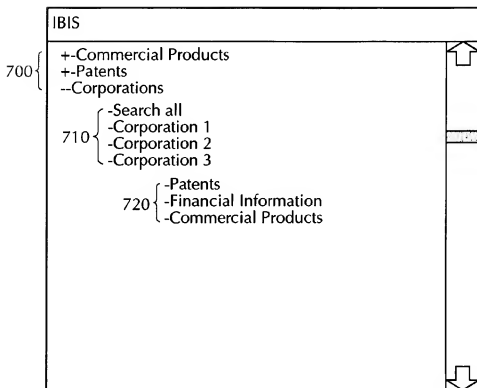 IBIS
+-Commercial Products
700
+-Patents
--Corporations
-Search all
-Corporation 1
710
-Corporation 2
-Corporation 3
-Patents
720
-Financial Information
-Commercial Products